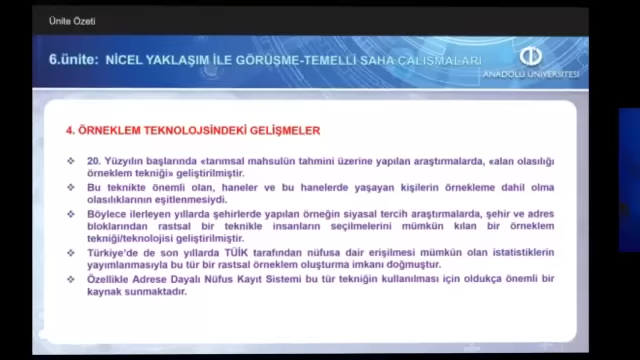 Ünite Özeti
6.ünite: NİCEL YAKLAŞIM İLE GÖRÜŞME-TEMELLİ SAHA ÇALIŞMALARI
ANADOLU ÜNİVERSİTESİ
4. ÖRNEKLEM TEKNOLOJSİNDEKİ GELİŞMELER
❖ 20. Yüzyılın başlarında «tarımsal mahsulün tahmini üzerine yapılan araştırmalarda, «alan olasılığı
örneklem tekniği» geliştirilmiştir.
❖ Bu teknikte önemli olan, haneler ve bu hanelerde yaşayan kişilerin örnekleme dahil olma
olasılıklarının eşitlenmesiydi.
❖ Böylece ilerleyen yıllarda şehirlerde yapılan örneğin siyasal tercih araştırmalarda, şehir ve adres
bloklarından rastsal bir teknikle insanların seçilmelerini mümkün kılan bir örneklem
tekniği/teknolojisi geliştirilmiştir.
❖ Türkiye'de de son yıllarda TÜİK tarafından nüfusa dair erişilmesi mümkün olan istatistiklerin
yayımlanmasıyla bu tür bir rastsal örneklem oluşturma imkanı doğmuştur.
❖ Özellikle Adrese Dayalı Nüfus Kayıt Sistemi bu tür tekniğin kullanılması için oldukça önemli bir
kaynak sunmaktadır.